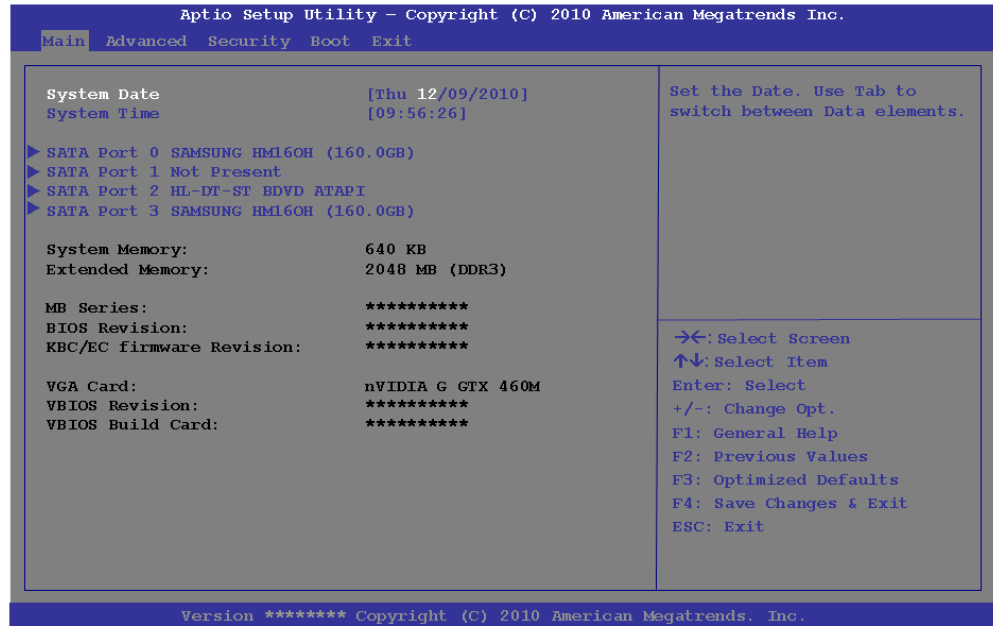 Aptio Setup Utility – Copyright (C) 2010 American Megatrends Inc.
Main Advanced Security Boot Exit
System Date [Thu 12/09/2010]
System Time [09:56:26]
SATA Port 0 SAMSUNG HM16OH (160.0GB)
SATA Port 1 Not Present
SATA Port 2 HL-DT-ST BDVD ATAPI
SATA Port 3 SAMSUNG HM16OH (160.0GB)
System Memory: 640 KB
Extended Memory: 2048 MB (DDR3)
MB Series: **********
BIOS Revision: **********
KBC/EC firmware Revision: **********
VGA Card: nVIDIA G GTX 460M
VBIOS Revision: **********
VBIOS Build Card: **********
Set the Date. Use Tab to
switch between Data elements.
→←: Select Screen
↑↓: Select Item
Enter: Select
+/-: Change Opt.
F1: General Help
F2: Previous Values
F3: Optimized Defaults
F4: Save Changes & Exit
ESC: Exit
Version ******** Copyright (C) 2010 American Megatrends. Inc.